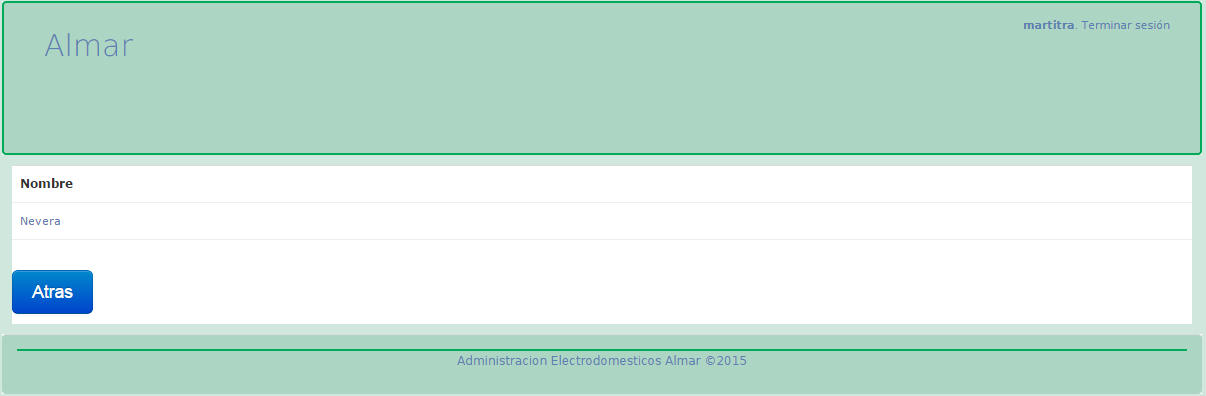 Almar
martitra. Terminar sesión
Nombre
Nevera
Atras
Administracion Electrodomesticos Almar ©2015